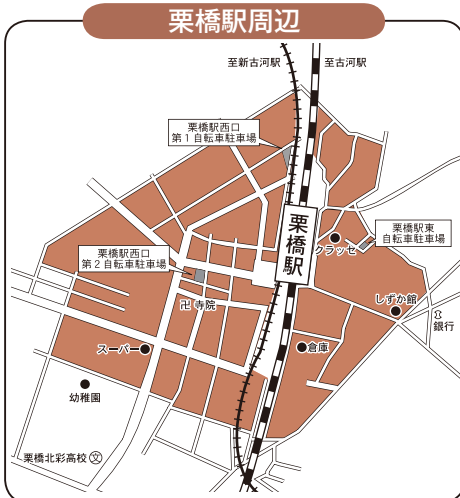 栗橋駅周辺
至新古河駅
至古河駅
栗橋駅西口
第1自転車駐車場
栗橋駅
クラッセ
栗橋駅東
自転車駐車場
栗橋駅西口
第2自転車駐車場
卍 寺院
しずか館
銀行
スーパー
倉庫
幼稚園
栗橋北彩高校 文